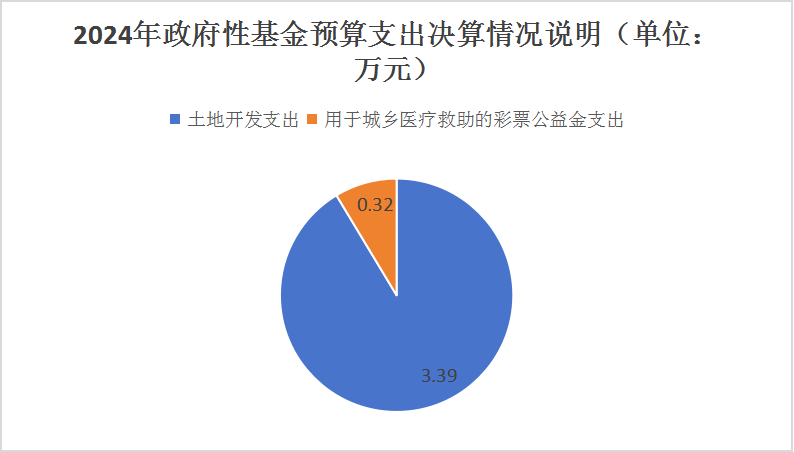 2024年政府性基金预算支出决算情况说明（单位：
万元）
土地开发支出 用于城乡医疗救助的彩票公益金支出
0.32
3.39